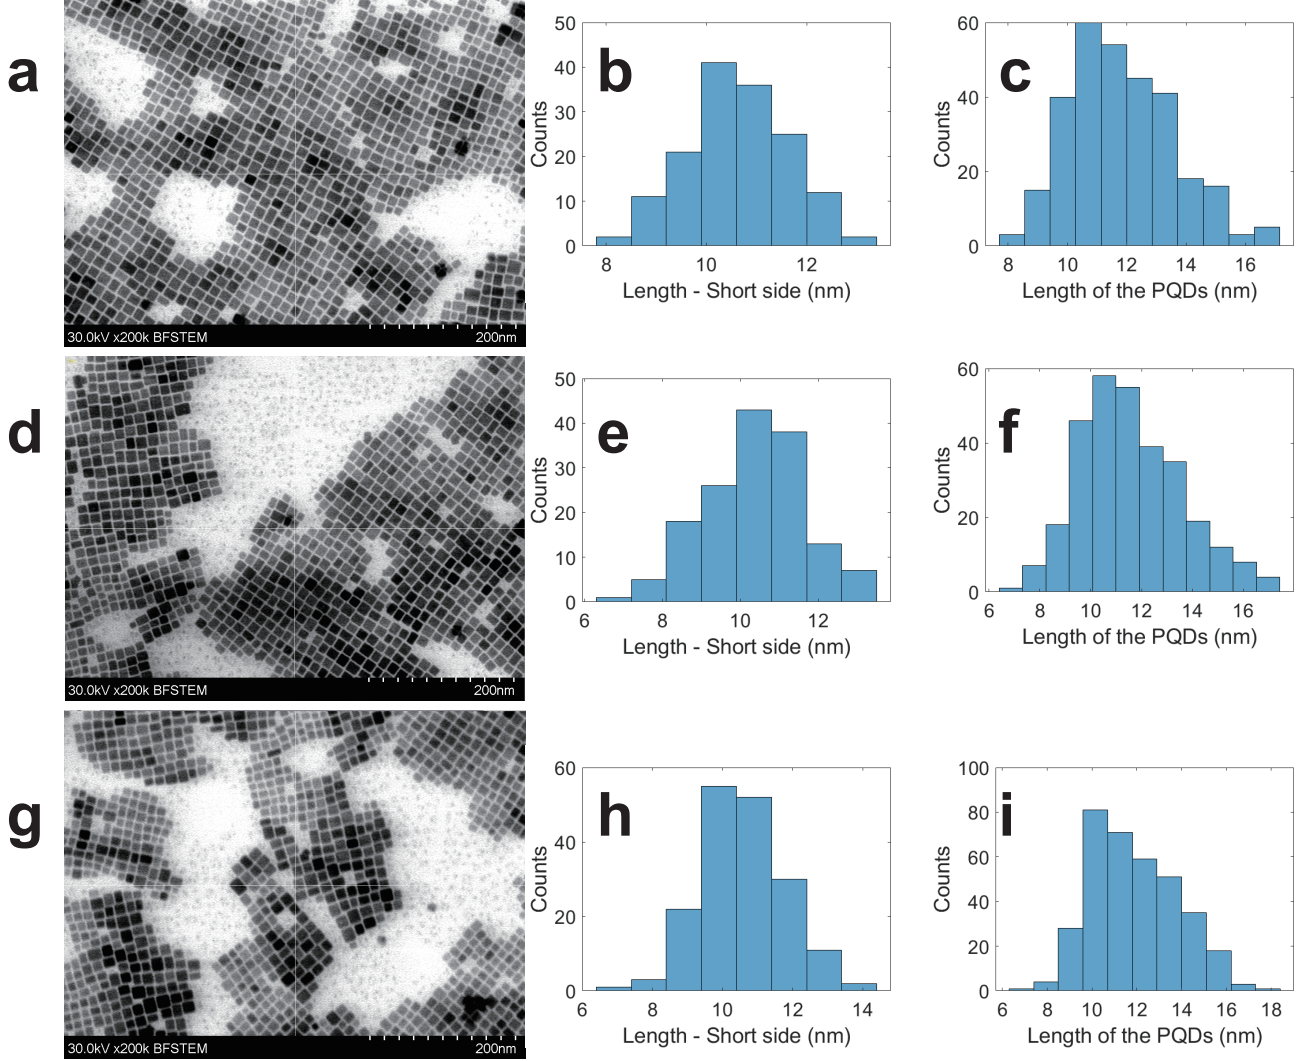 a
30.0kV x200k BFSTEM 200nm
b
50
40
30
20
10
0
Counts
8 10 12
Length - Short side (nm)
c
60
40
20
0
Counts
8 10 12 14 16
Length of the PQDs (nm)
d
30.0kV x200k BFSTEM 200nm
e
50
40
30
20
10
0
Counts
6 8 10 12
Length - Short side (nm)
f
60
40
20
0
Counts
6 8 10 12 14 16
Length of the PQDs (nm)
g
30.0kV x200k BFSTEM 200nm
h
60
40
20
0
Counts
6 8 10 12 14
Length - Short side (nm)
i
100
80
60
40
20
0
Counts
6 8 10 12 14 16 18
Length of the PQDs (nm)